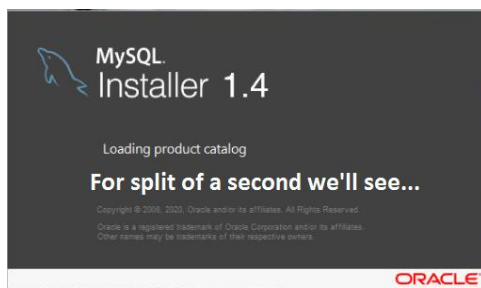 MySQL.
Installer 1.4
Loading product catalog
For split of a second we'll see...
Copyright © 2006, 2020, Oracle and/or its affiliates. All Rights Reserved.
Oracle is a registered trademark of Oracle Corporation and/or its affiliates.
Other names may be trademarks of their respective owners.
ORACLE